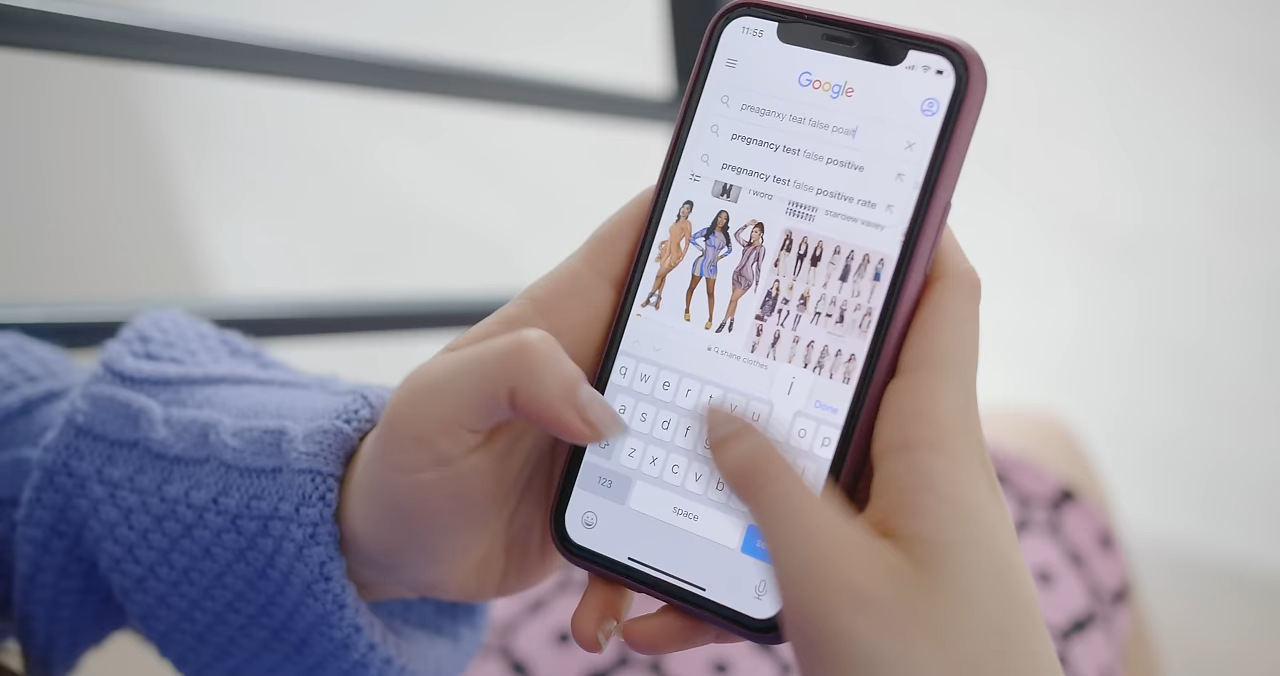 11:55
Google
preaganxy teat false poait
pregnancy test false positive
pregnancy test false positive rate
1 word
stardew valley
shane clothes
i
Done
q w e r t y u o p
a s d f g
z x c v b
123
space